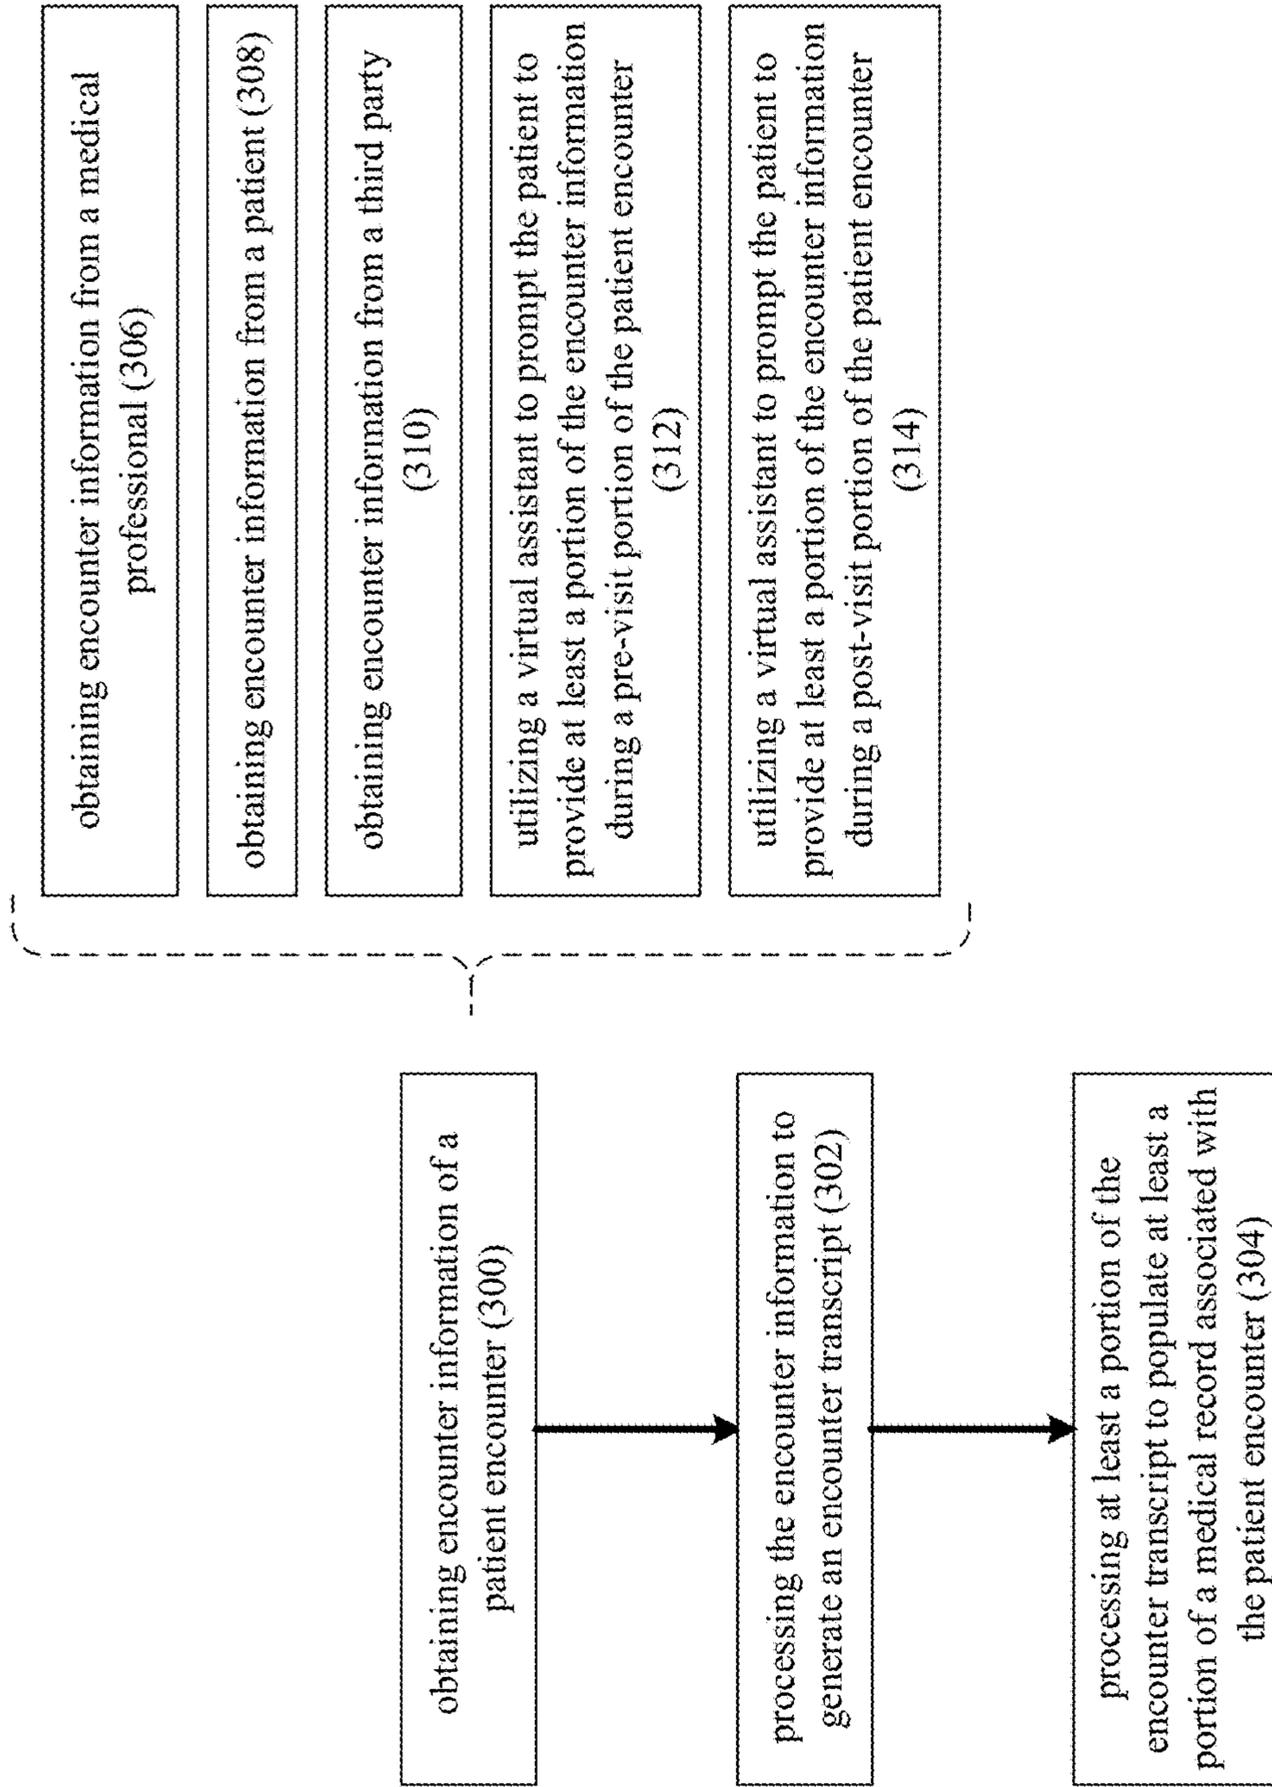 obtaining encounter information of a
patient encounter (300)
processing the encounter information to
generate an encounter transcript (302)
processing at least a portion of the
encounter transcript to populate at least a
portion of a medical record associated with
the patient encounter (304)
obtaining encounter information from a medical
professional (306)
obtaining encounter information from a patient (308)
obtaining encounter information from a third party
(310)
utilizing a virtual assistant to prompt the patient to
provide at least a portion of the encounter information
during a pre-visit portion of the patient encounter
(312)
utilizing a virtual assistant to prompt the patient to
provide at least a portion of the encounter information
during a post-visit portion of the patient encounter
(314)